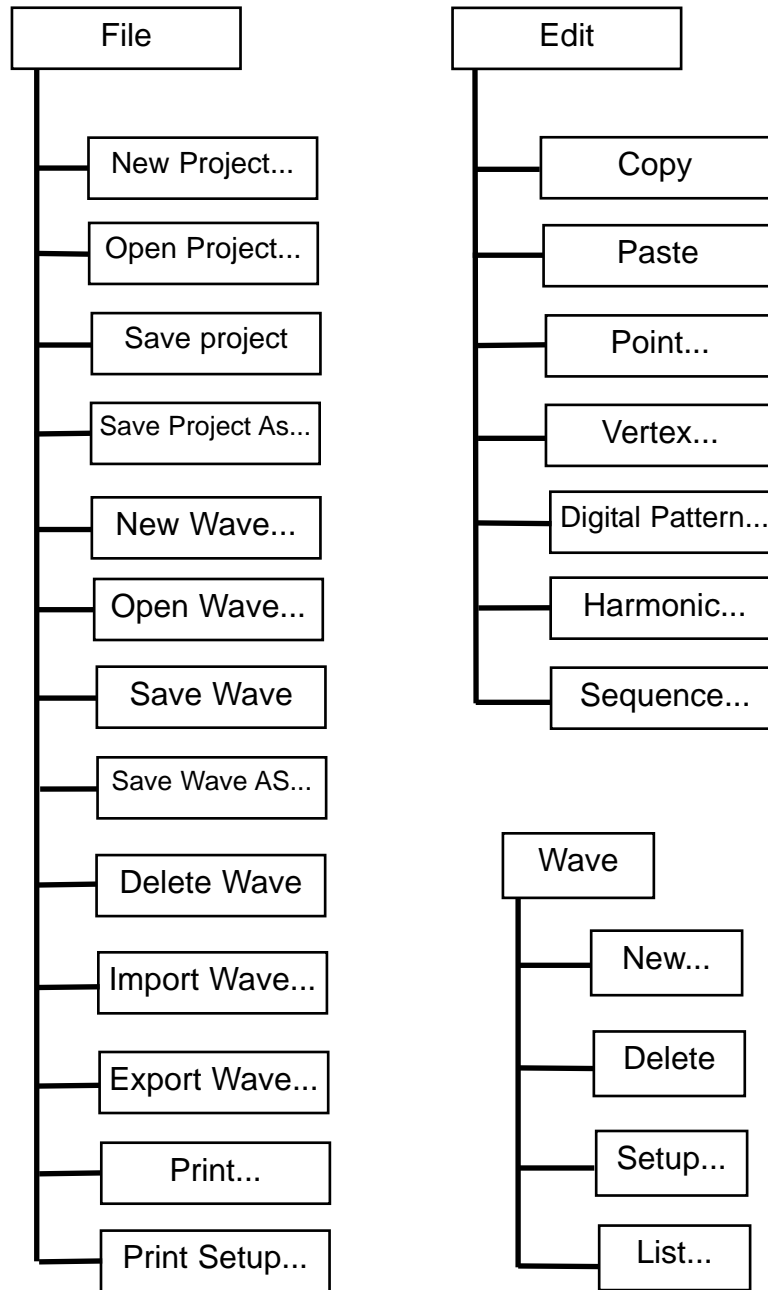 File
New Project...
Open Project...
Save project
Save Project As...
New Wave...
Open Wave...
Save Wave
Save Wave AS...
Delete Wave
Import Wave...
Export Wave...
Print...
Print Setup...
Edit
Copy
Paste
Point...
Vertex...
Digital Pattern...
Harmonic...
Sequence...
Wave
New...
Delete
Setup...
List...